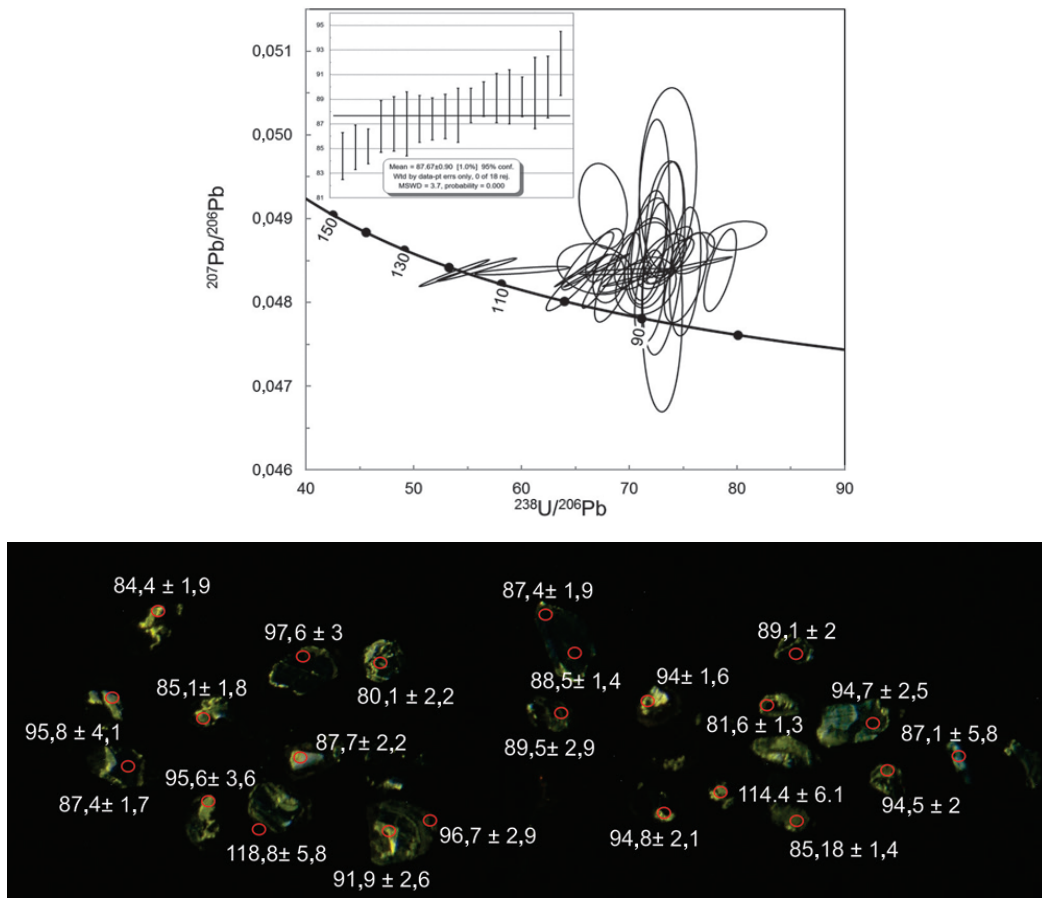 0,051
0,050
0,049
0,048
0,047
0,046
207Pb/206Pb
95
93
91
89
87
85
83
81
Mean = 87.67±0.90 [1.0%] 95% conf.
Wtd by data-pt errs only, 0 of 18 rej.
MSWD = 3.7, probability = 0.000
150
130
110
90
40 50 60 70 80 90
238U/206Pb
84,4 ± 1,9
97,6 ± 3
85,1± 1,8
80,1 ± 2,2
95,8 ± 4,1
87,7± 2,2
95,6± 3,6
87,4± 1,7
118,8± 5,8
96,7 ± 2,9
91,9 ± 2,6
87,4± 1,9
89,1 ± 2
88,5± 1,4
94± 1,6
94,7 ± 2,5
81,6 ± 1,3
87,1 ± 5,8
89,5± 2,9
114.4 ± 6.1
94,5 ± 2
94,8± 2,1
85,18 ± 1,4